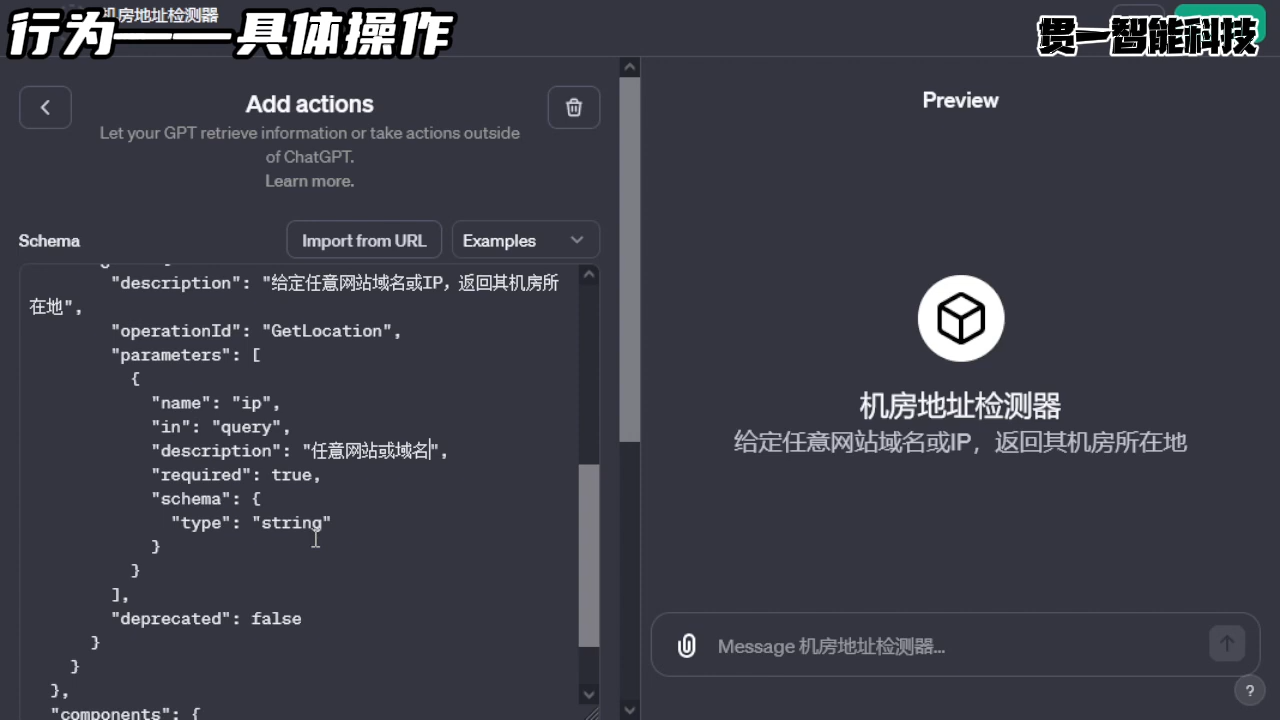 机房地址检测器
行为——具体操作
贯一智能科技
Add actions
Let your GPT retrieve information or take actions outside
of ChatGPT.
Learn more.
Schema
Import from URL
Examples
"description": "给定任意网站域名或IP，返回其机房所
在地",
"operationId": "GetLocation",
"parameters": [
{
"name": "ip",
"in": "query",
"description": "任意网站或域名",
"required": true,
"schema": {
"type": "string"
}
}
],
"deprecated": false
}
}
},
"components": {
Preview
机房地址检测器
给定任意网站域名或IP，返回其机房所在地
Message 机房地址检测器...
?